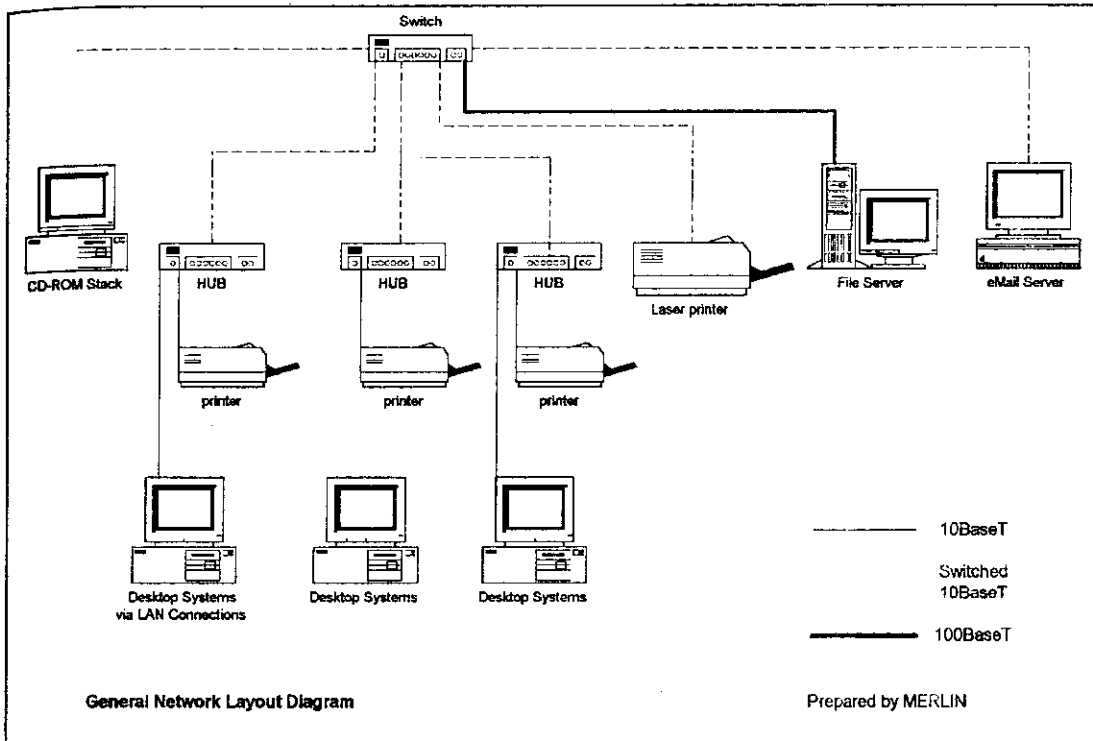 Switch
CD-ROM Stack
HUB
HUB
HUB
Laser printer
File Server
eMail Server
printer
printer
printer
Desktop Systems
via LAN Connections
Desktop Systems
Desktop Systems
10BaseT
Switched
10BaseT
100BaseT
General Network Layout Diagram
Prepared by MERLIN